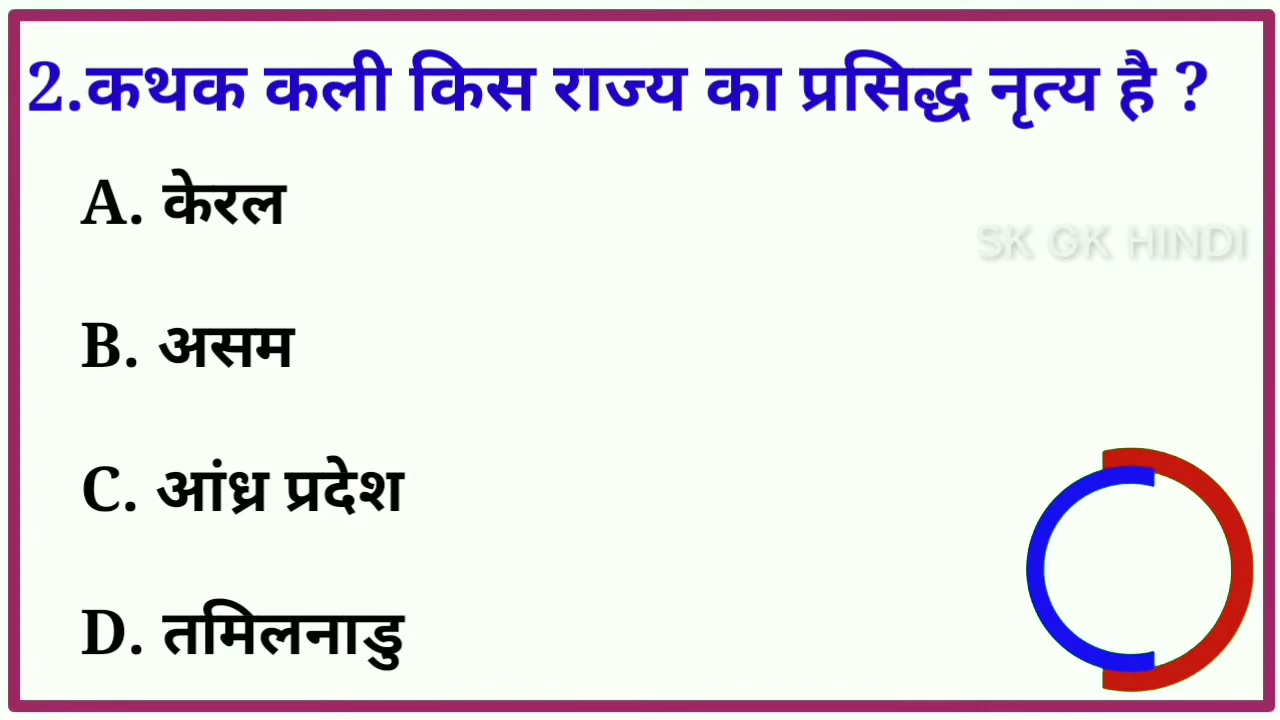 2.कथक कली किस राज्य का प्रसिद्ध नृत्य है ?
A. केरल
SK GK HINDI
B. असम
C. आंध्र प्रदेश
D. तमिलनाडु